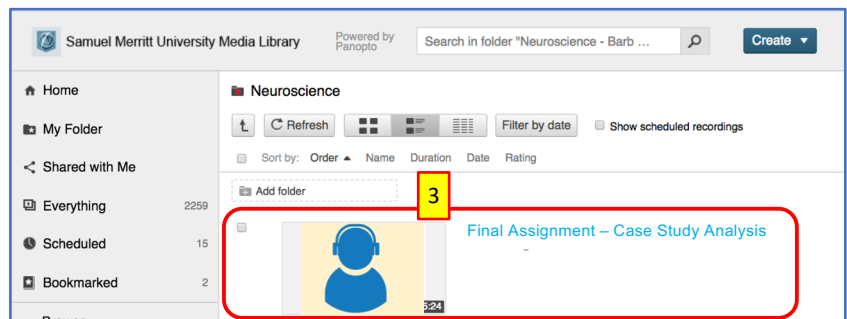 Samuel Merritt University Media Library
Powered by
Panopto
Search in folder "Neuroscience - Barb ...
Create
Home
My Folder
Shared with Me
Everything 2259
Scheduled 15
Bookmarked 2
Neuroscience
Refresh
Filter by date
Show scheduled recordings
Sort by: Order Name Duration Date Rating
Add folder
3
Final Assignment – Case Study Analysis
5:24